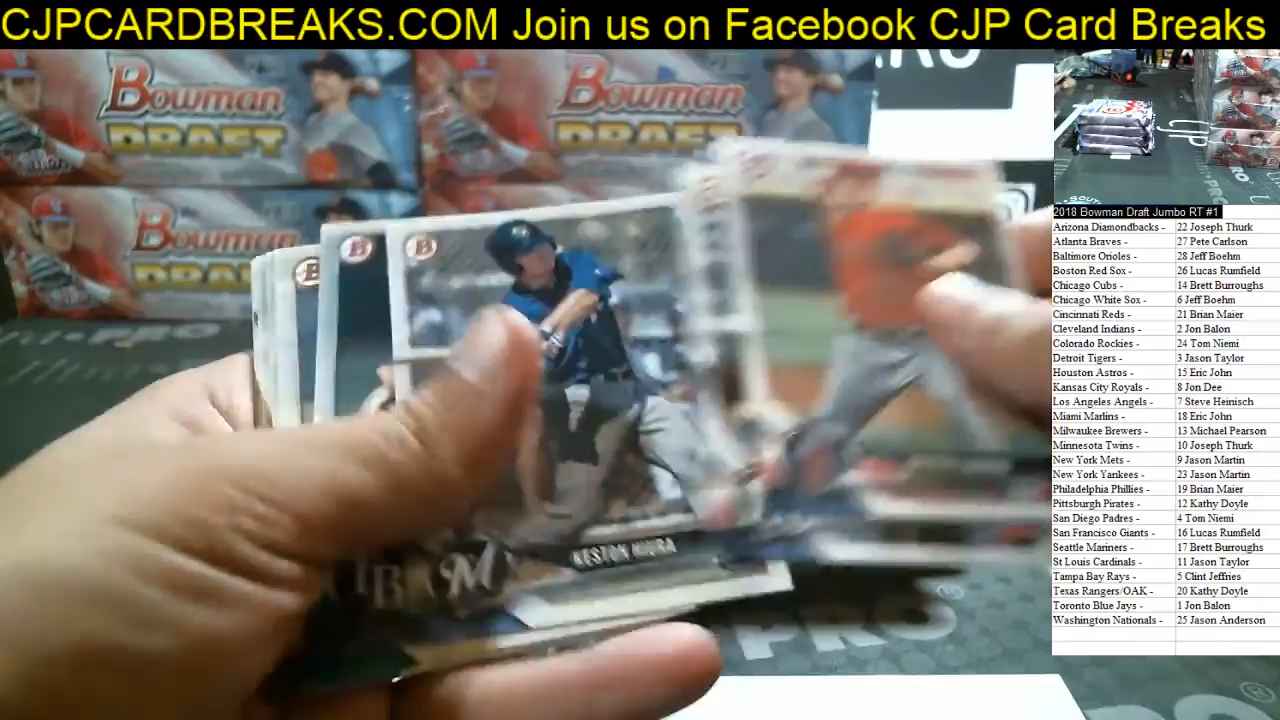 CJPCARDBREAKS.COM Join us on Facebook CJP Card Breaks
Bowman
DRAFT
Bowman
DRAFT
Bowman
KESTON HIURA
PRO
CJP
2018 Bowman Draft Jumbo RT #1
Arizona Diamondbacks - 22 Joseph Thurk
Atlanta Braves - 27 Pete Carlson
Baltimore Orioles - 28 Jeff Boehm
Boston Red Sox - 26 Lucas Rumfield
Chicago Cubs - 14 Brett Burroughs
Chicago White Sox - 6 Jeff Boehm
Cincinnati Reds - 21 Brian Maier
Cleveland Indians - 2 Jon Balon
Colorado Rockies - 24 Tom Niemi
Detroit Tigers - 3 Jason Taylor
Houston Astros - 15 Eric John
Kansas City Royals - 8 Jon Dee
Los Angeles Angels - 7 Steve Heinisch
Miami Marlins - 18 Eric John
Milwaukee Brewers - 13 Michael Pearson
Minnesota Twins - 10 Joseph Thurk
New York Mets - 9 Jason Martin
New York Yankees - 23 Jason Martin
Philadelphia Phillies - 19 Brian Maier
Pittsburgh Pirates - 12 Kathy Doyle
San Diego Padres - 4 Tom Niemi
San Francisco Giants - 16 Lucas Rumfield
Seattle Mariners - 17 Brett Burroughs
St Louis Cardinals - 11 Jason Taylor
Tampa Bay Rays - 5 Clint Jeffries
Texas Rangers/OAK - 20 Kathy Doyle
Toronto Blue Jays - 1 Jon Balon
Washington Nationals - 25 Jason Anderson